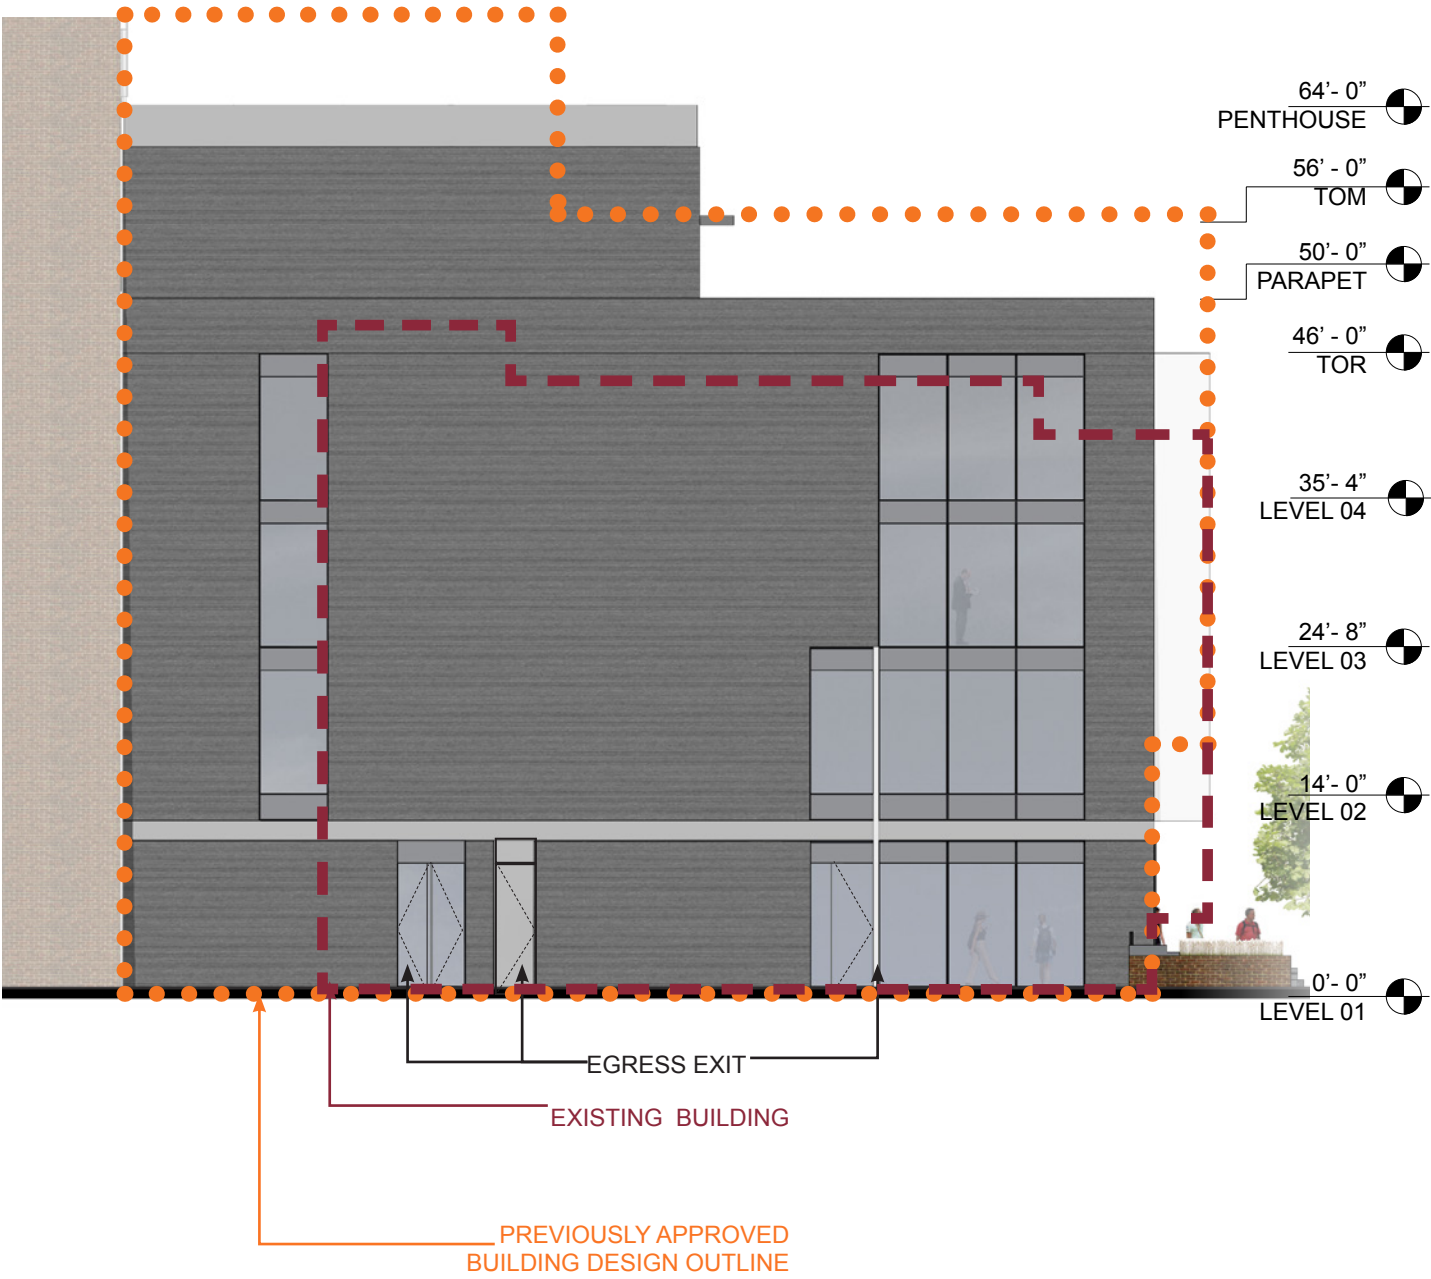 64’- 0”
PENTHOUSE
56’ - 0”
TOM
50’- 0”
PARAPET
46’ - 0”
TOR
35’- 4”
LEVEL 04
24’- 8”
LEVEL 03
14’- 0”
LEVEL 02
0’- 0”
LEVEL 01
EGRESS EXIT
EXISTING BUILDING
PREVIOUSLY APPROVED
BUILDING DESIGN OUTLINE